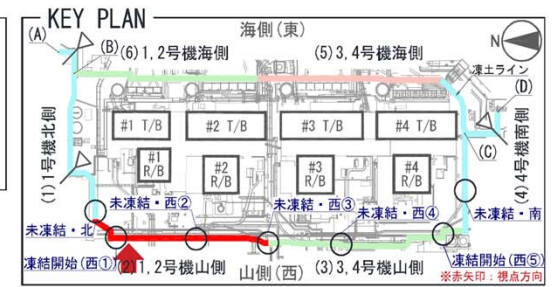 KEY PLAN
海側(東)
N
(A)
(B)
(6)1,2号機海側
(5)3,4号機海側
凍土ライン
(D)
#1 T/B
#2 T/B
#3 T/B
#4 T/B
(C)
(1)1号機北側
(4)4号機南側
#1
R/B
#2
R/B
#3
R/B
#4
R/B
未凍結・西②
未凍結・西③
未凍結・西④
未凍結・南
未凍結・北
凍結開始(西①)
(2)1,2号機山側
山側(西)
(3)3,4号機山側
凍結開始(西⑤)
※赤矢印:視点方向